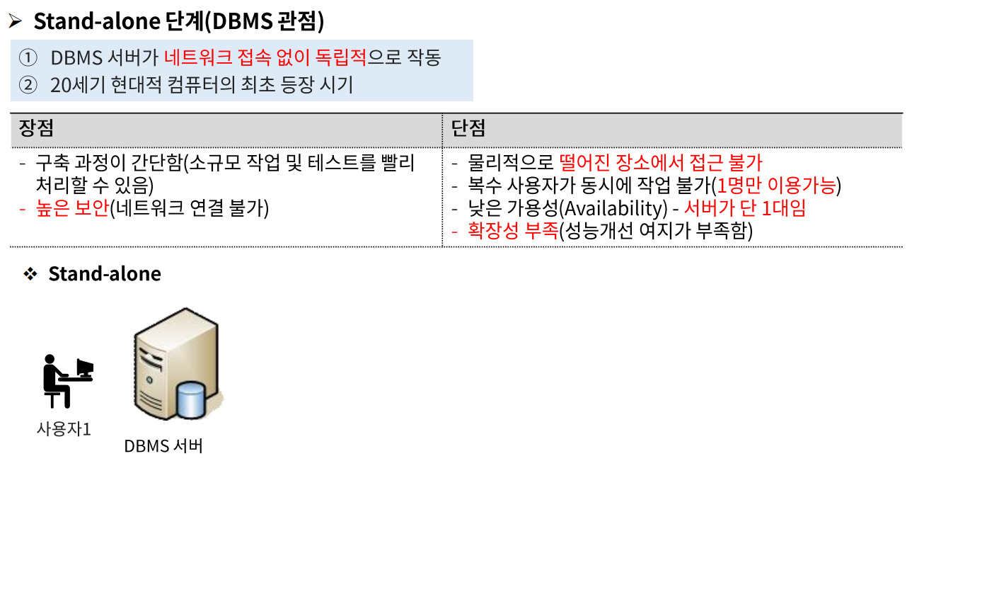 ➢ Stand-alone 단계(DBMS 관점)
① DBMS 서버가 네트워크 접속 없이 독립적으로 작동
② 20세기 현대적 컴퓨터의 최초 등장 시기
장점
- 구축 과정이 간단함(소규모 작업 및 테스트를 빨리
처리할 수 있음)
- 높은 보안(네트워크 연결 불가)
단점
- 물리적으로 떨어진 장소에서 접근 불가
- 복수 사용자가 동시에 작업 불가(1명만 이용가능)
- 낮은 가용성(Availability) - 서버가 단 1대임
- 확장성 부족(성능개선 여지가 부족함)
❖ Stand-alone
사용자1
DBMS 서버